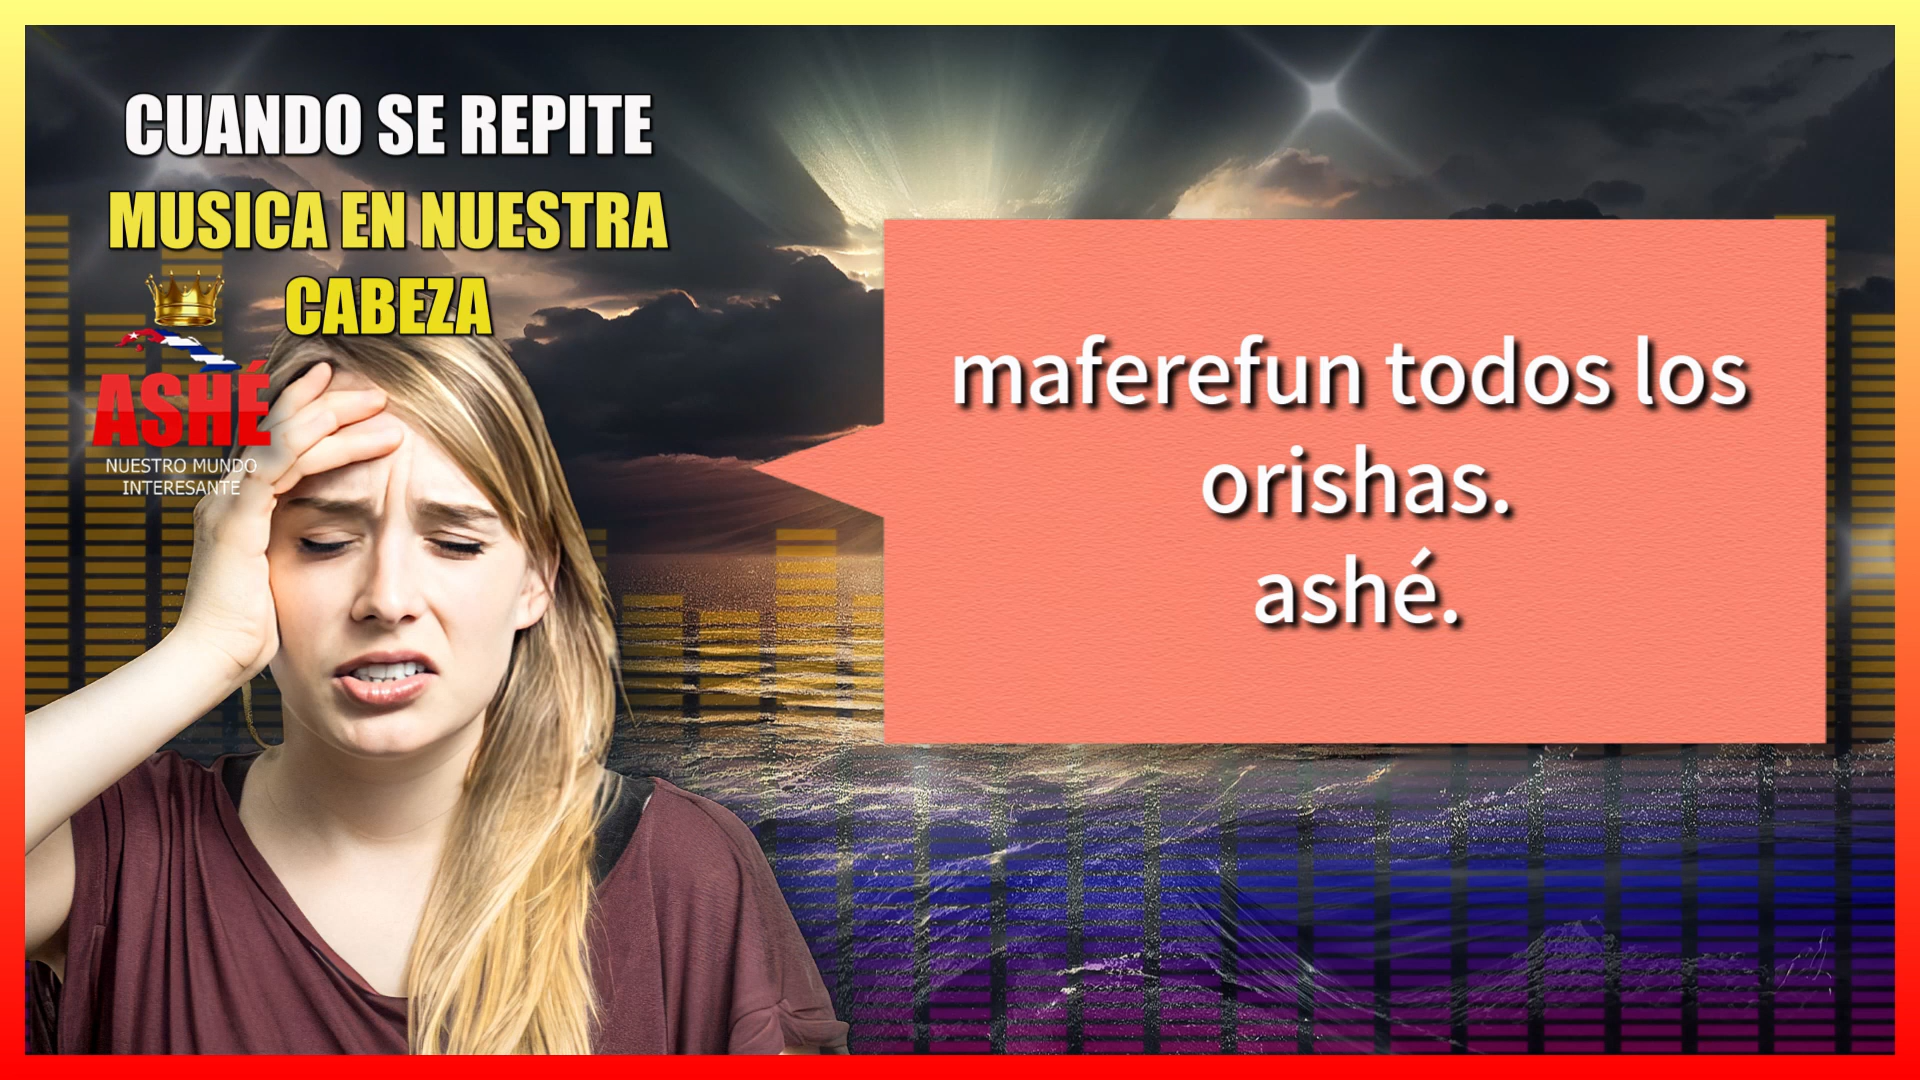 CUANDO SE REPITE
MUSICA EN NUESTRA
CABEZA
ASHÉ
NUESTRO MUNDO
INTERESANTE
maferefun todos los
orishas.
ashé.